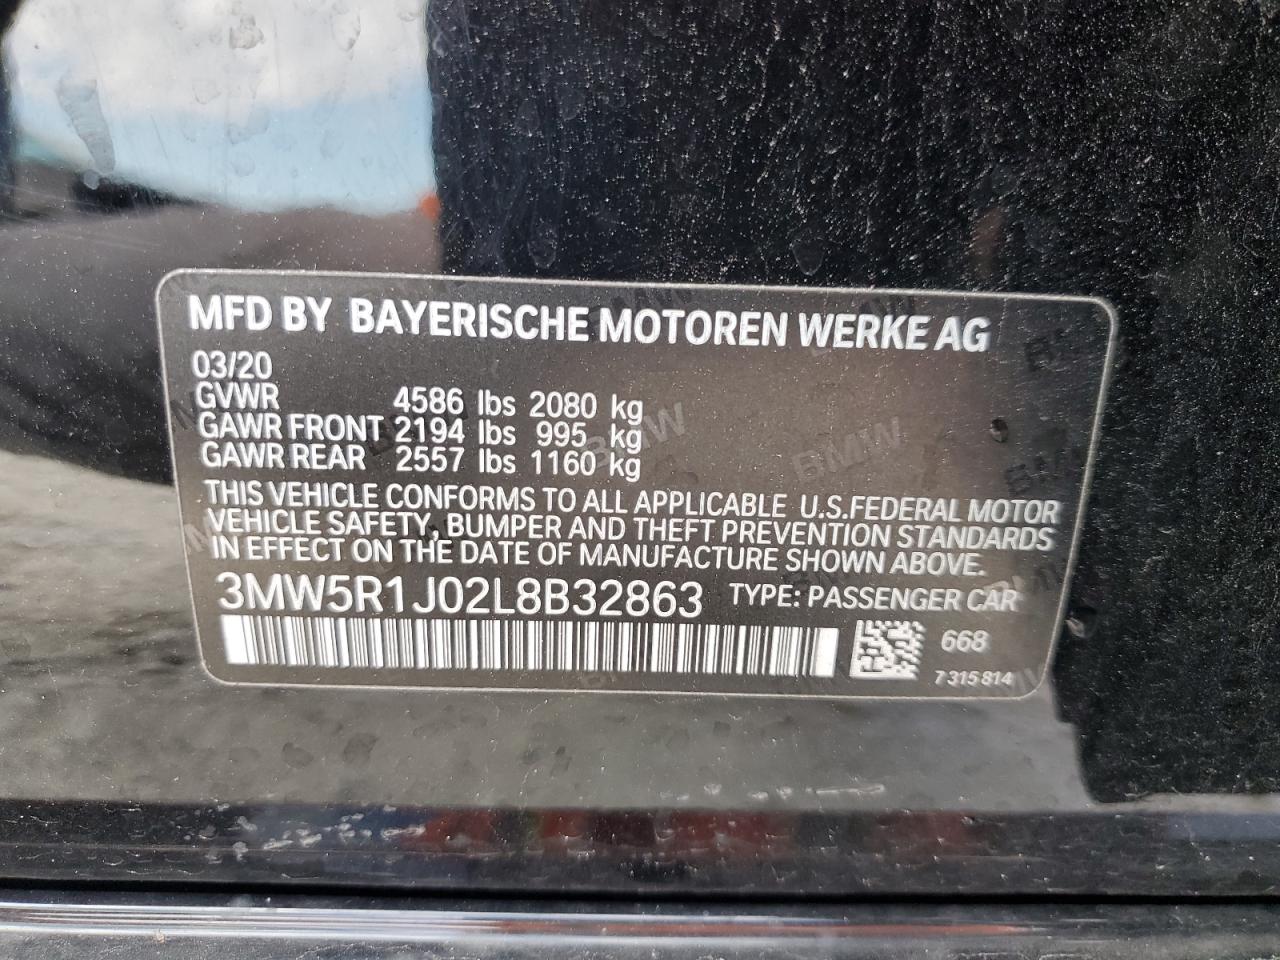 MFD BY BAYERISCHE MOTOREN WERKE AG
03/20
GVWR 4586 lbs 2080 kg
GAWR FRONT 2194 lbs 995 kg
GAWR REAR 2557 lbs 1160 kg
THIS VEHICLE CONFORMS TO ALL APPLICABLE U.S.FEDERAL MOTOR
VEHICLE SAFETY, BUMPER AND THEFT PREVENTION STANDARDS
IN EFFECT ON THE DATE OF MANUFACTURE SHOWN ABOVE.
3MW5R1J02L8B32863 TYPE: PASSENGER CAR
668
7 315 814